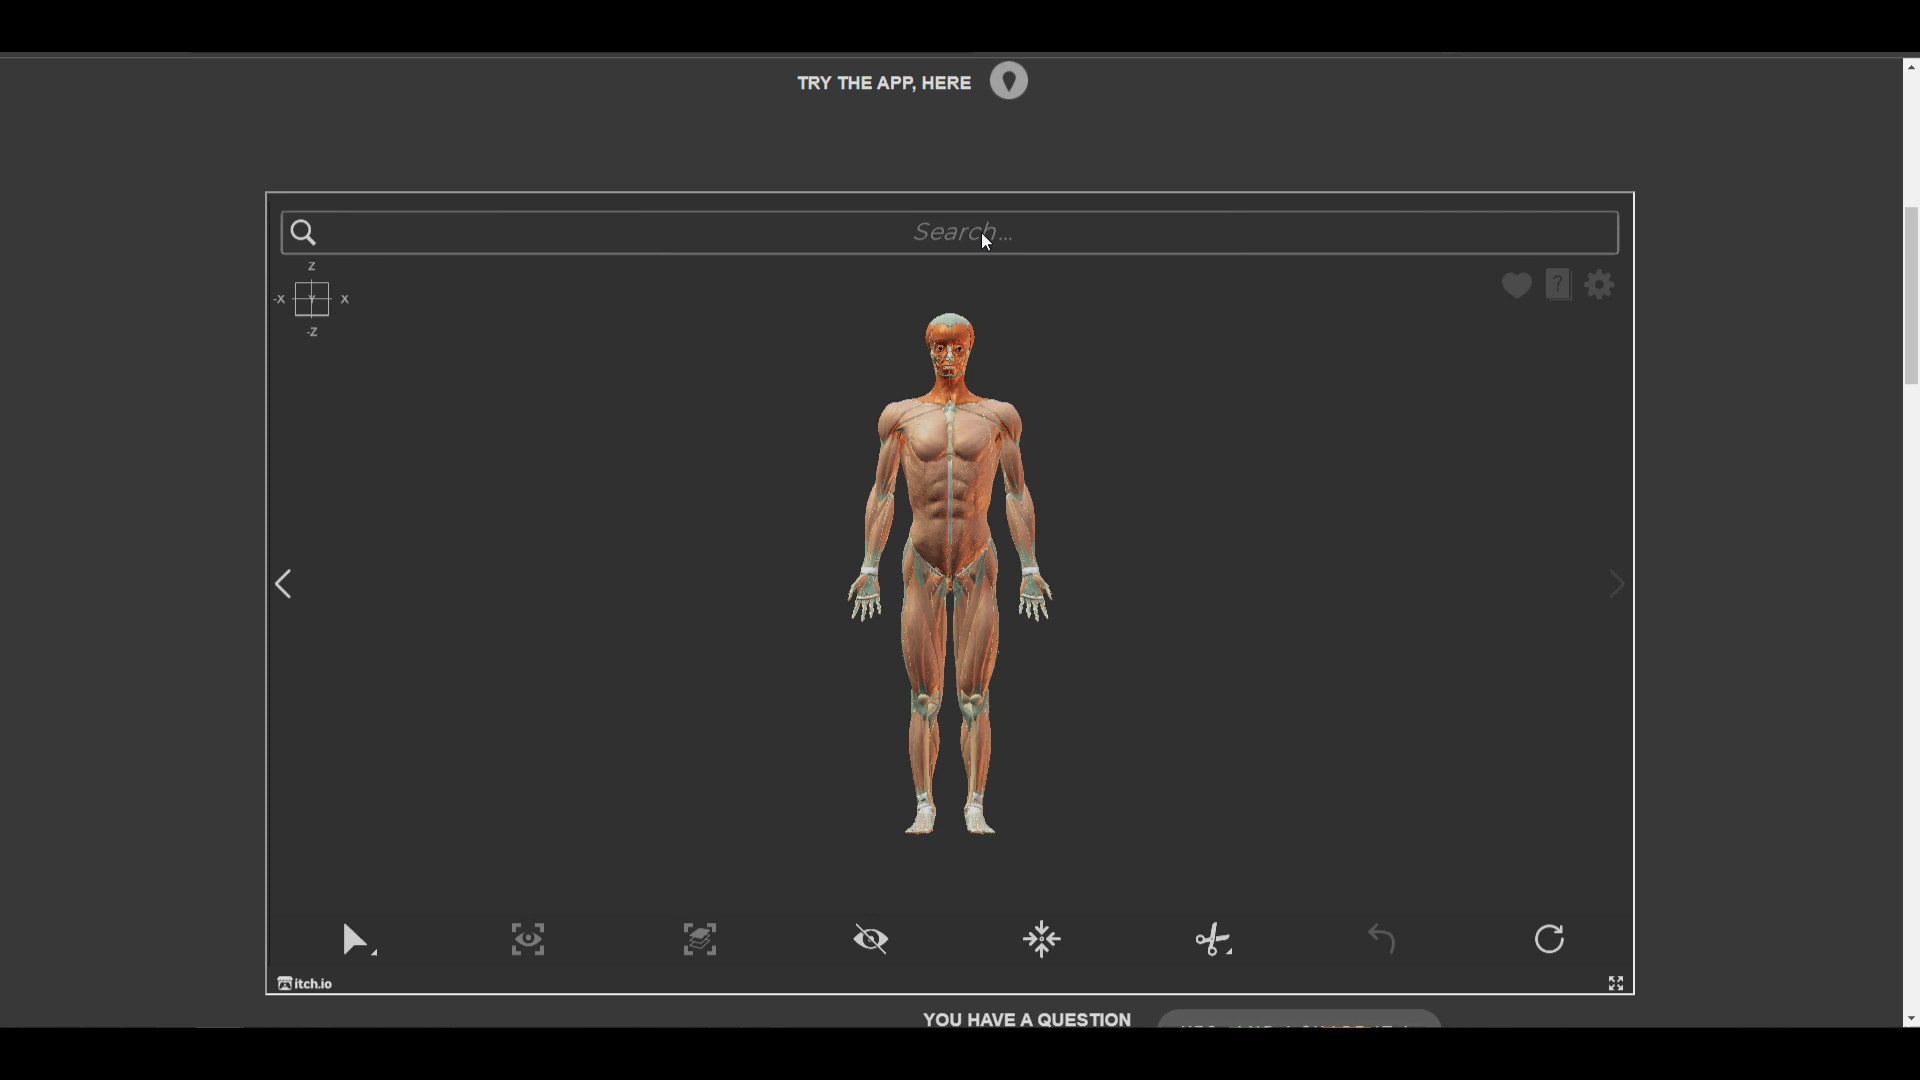 TRY THE APP, HERE
Search...
Z
-X Y X
-Z
?
itch.io
YOU HAVE A QUESTION